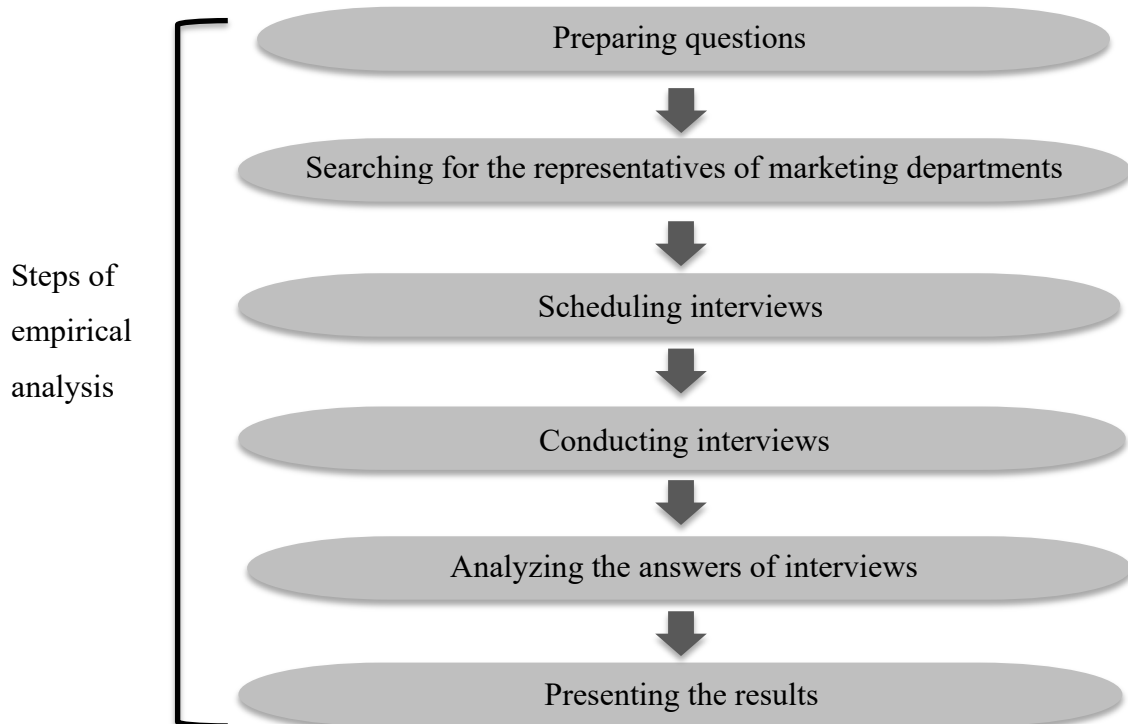 Preparing questions
Searching for the representatives of marketing departments
Scheduling interviews
Steps of
empirical
analysis
Conducting interviews
Analyzing the answers of interviews
Presenting the results